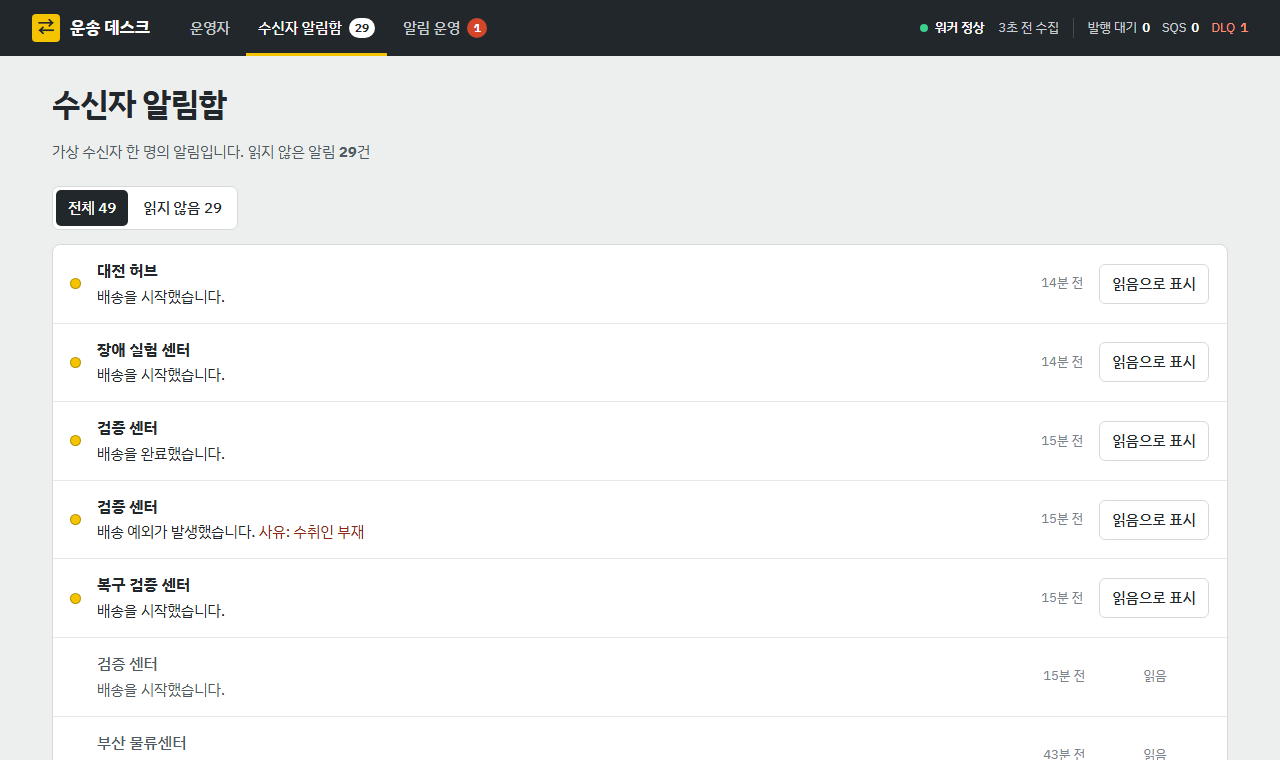 운송 데스크 운영자 수신자 알림함 29 알림 운영 1 워커 정상 3초 전 수집 발행 대기 0 SQS 0 DLQ 1
수신자 알림함
가상 수신자 한 명의 알림입니다. 읽지 않은 알림 29건
전체 49 읽지 않음 29
대전 허브
배송을 시작했습니다.
14분 전 읽음으로 표시
장애 실험 센터
배송을 시작했습니다.
14분 전 읽음으로 표시
검증 센터
배송을 완료했습니다.
15분 전 읽음으로 표시
검증 센터
배송 예외가 발생했습니다. 사유: 수취인 부재
15분 전 읽음으로 표시
복구 검증 센터
배송을 시작했습니다.
15분 전 읽음으로 표시
검증 센터
배송을 시작했습니다.
15분 전 읽음
부산 물류센터
43분 전 읽음